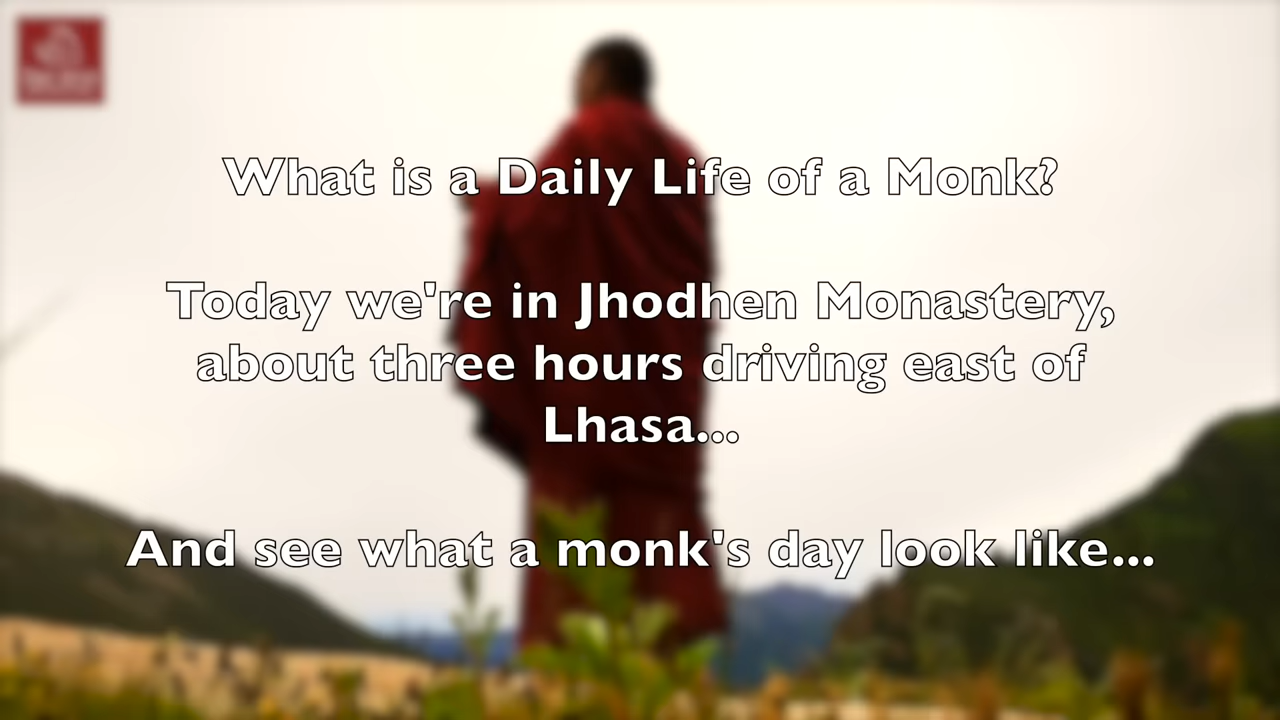 What is a Daily Life of a Monk?
Today we're in Jhodhen Monastery,
about three hours driving east of
Lhasa...
And see what a monk's day look like...